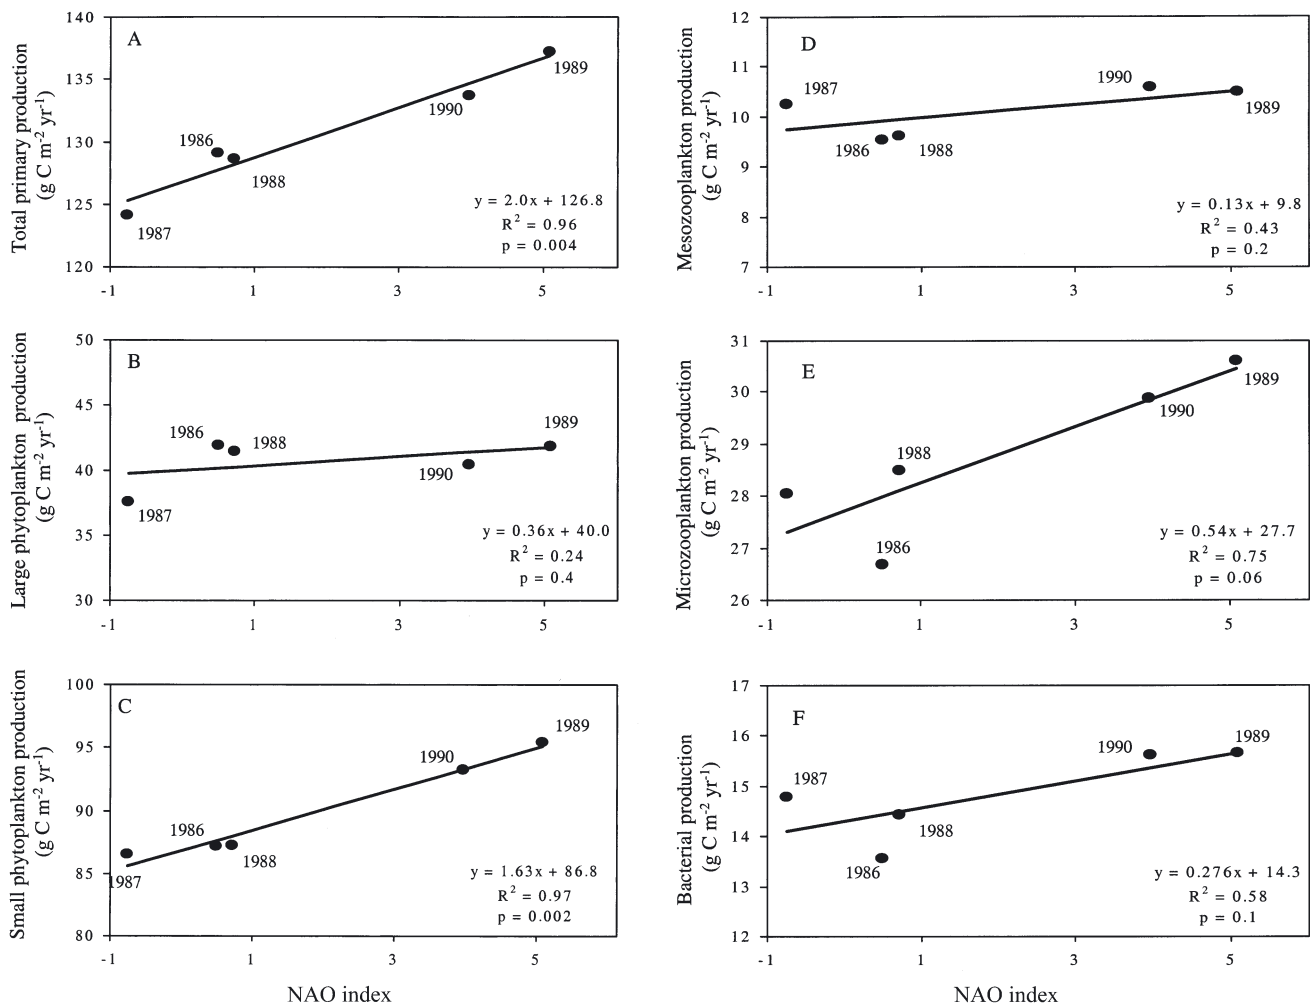 A
Total primary production
(g C m⁻² yr⁻¹)
140
135
130
125
120
-1
1
3
5
1986
1987
1988
1989
1990
y = 2.0x + 126.8
R² = 0.96
p = 0.004
B
Large phytoplankton production
(g C m⁻² yr⁻¹)
50
45
40
35
30
-1
1
3
5
1986
1988
1987
1989
1990
y = 0.36x + 40.0
R² = 0.24
p = 0.4
C
Small phytoplankton production
(g C m⁻² yr⁻¹)
100
95
90
85
80
-1
1
3
5
1986
1987
1988
1989
1990
y = 1.63x + 86.8
R² = 0.97
p = 0.002
NAO index
D
Mesozooplankton production
(g C m⁻² yr⁻¹)
12
11
10
9
8
7
-1
1
3
5
1987
1986
1988
1990
1989
y = 0.13x + 9.8
R² = 0.43
p = 0.2
E
Microzooplankton production
(g C m⁻² yr⁻¹)
31
30
29
28
27
26
-1
1
3
5
1988
1986
1989
1990
y = 0.54x + 27.7
R² = 0.75
p = 0.06
F
Bacterial production
(g C m⁻² yr⁻¹)
17
16
15
14
13
12
-1
1
3
5
1987
1986
1988
1990
1989
y = 0.276x + 14.3
R² = 0.58
p = 0.1
NAO index